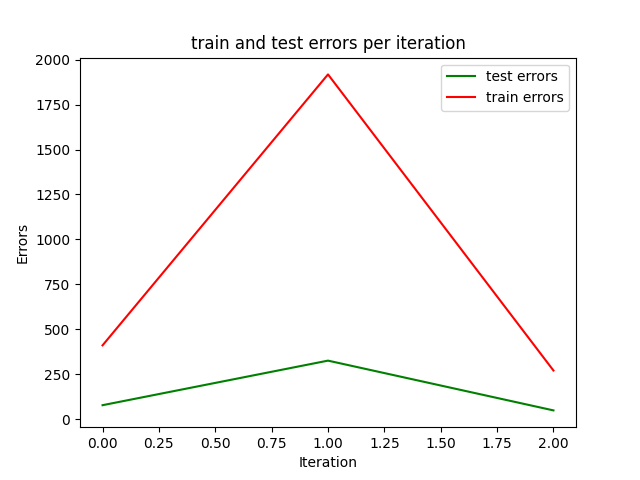 train and test errors per iteration
test errors
train errors
2000
1750
1500
1250
1000
750
500
250
0
Errors
0.00 0.25 0.50 0.75 1.00 1.25 1.50 1.75 2.00
Iteration